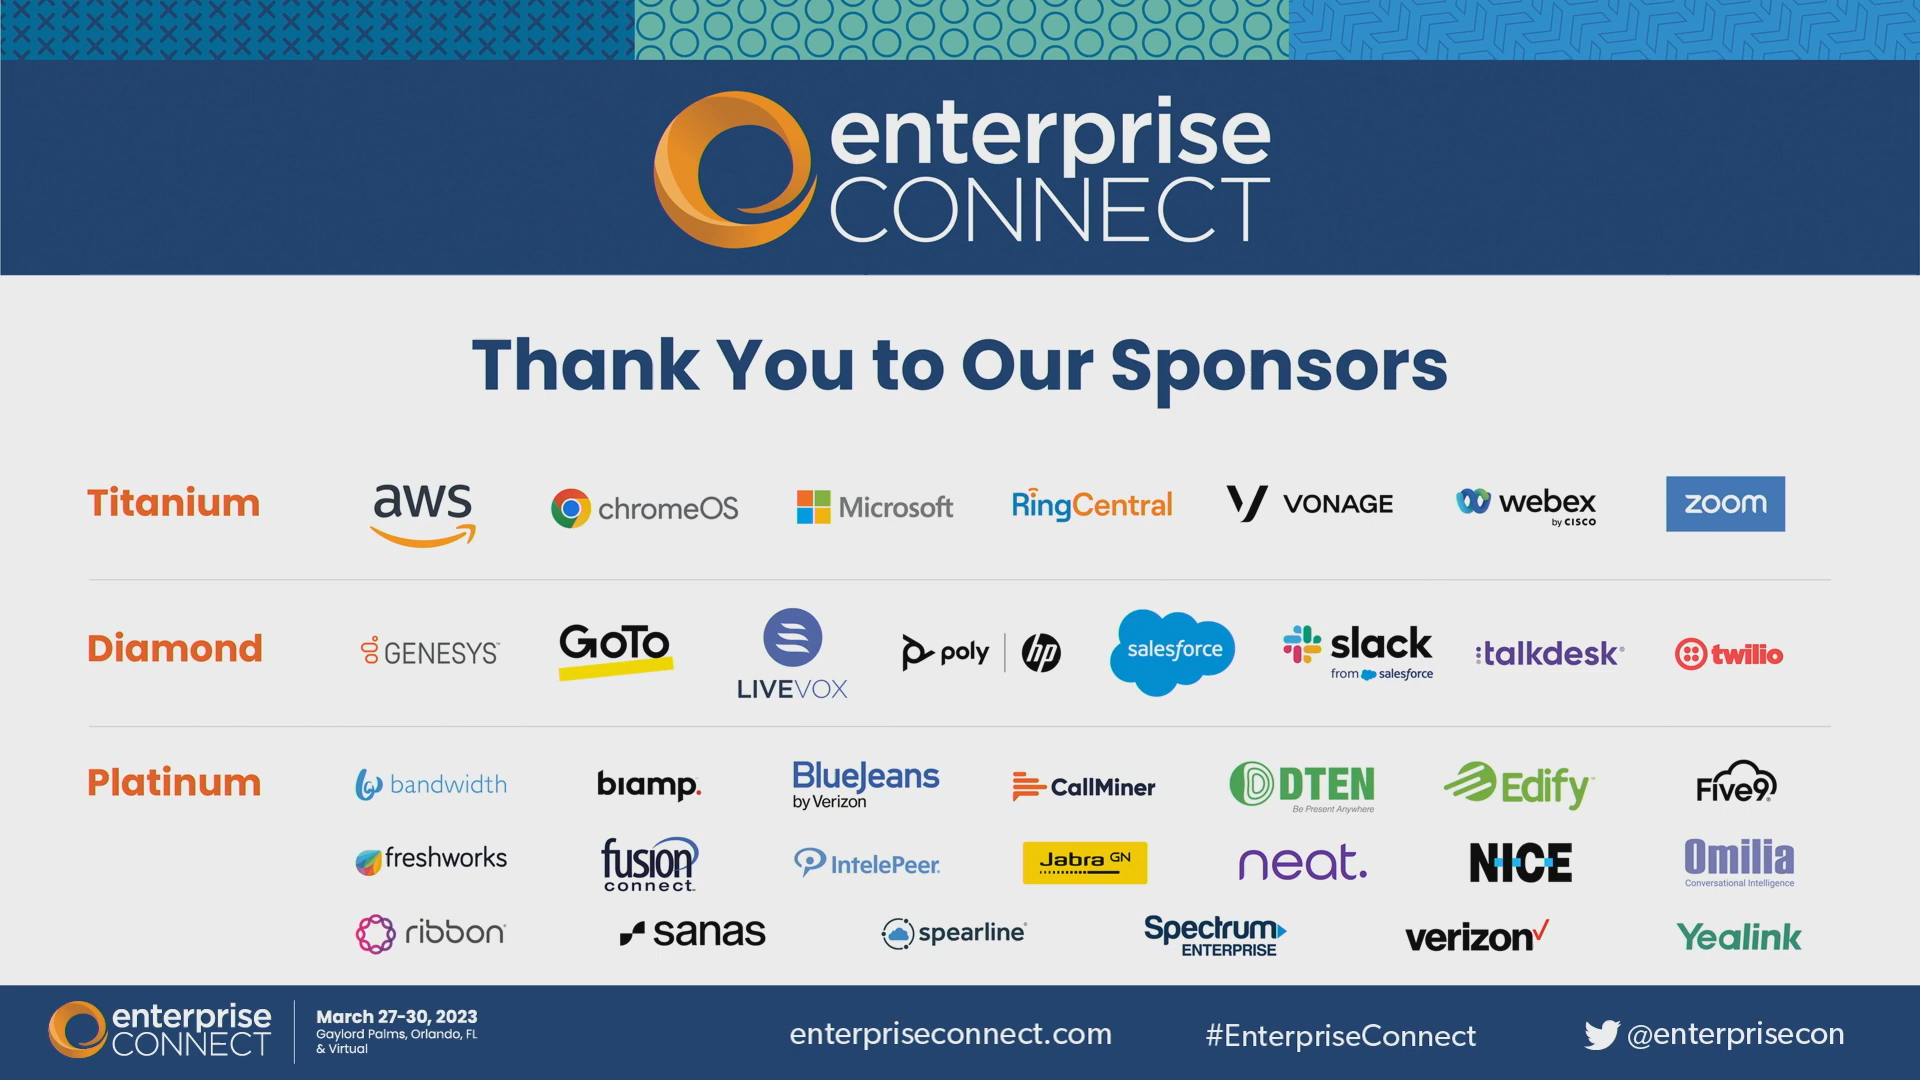 enterprise
CONNECT
Thank You to Our Sponsors
Titanium
aws
chromeOS
Microsoft
RingCentral
VONAGE
webex
by CISCO
zoom
Diamond
GENESYS™
GoTo
LIVEVOX
poly
hp
salesforce
slack
from salesforce
:talkdesk®
twilio
Platinum
bandwidth
biamp.
BlueJeans
by Verizon
CallMiner
DTEN
Be Present Anywhere
Edify™
Five9®
freshworks
fusion
connect
IntelePeer
Jabra GN
neat.
NICE
Omilia
Conversational Intelligence
ribbon®
sanas
spearline®
Spectrum
ENTERPRISE
verizon✓
Yealink
enterprise
CONNECT
March 27-30, 2023
Gaylord Palms, Orlando, FL
& Virtual
enterpriseconnect.com
#EnterpriseConnect
@enterprisecon